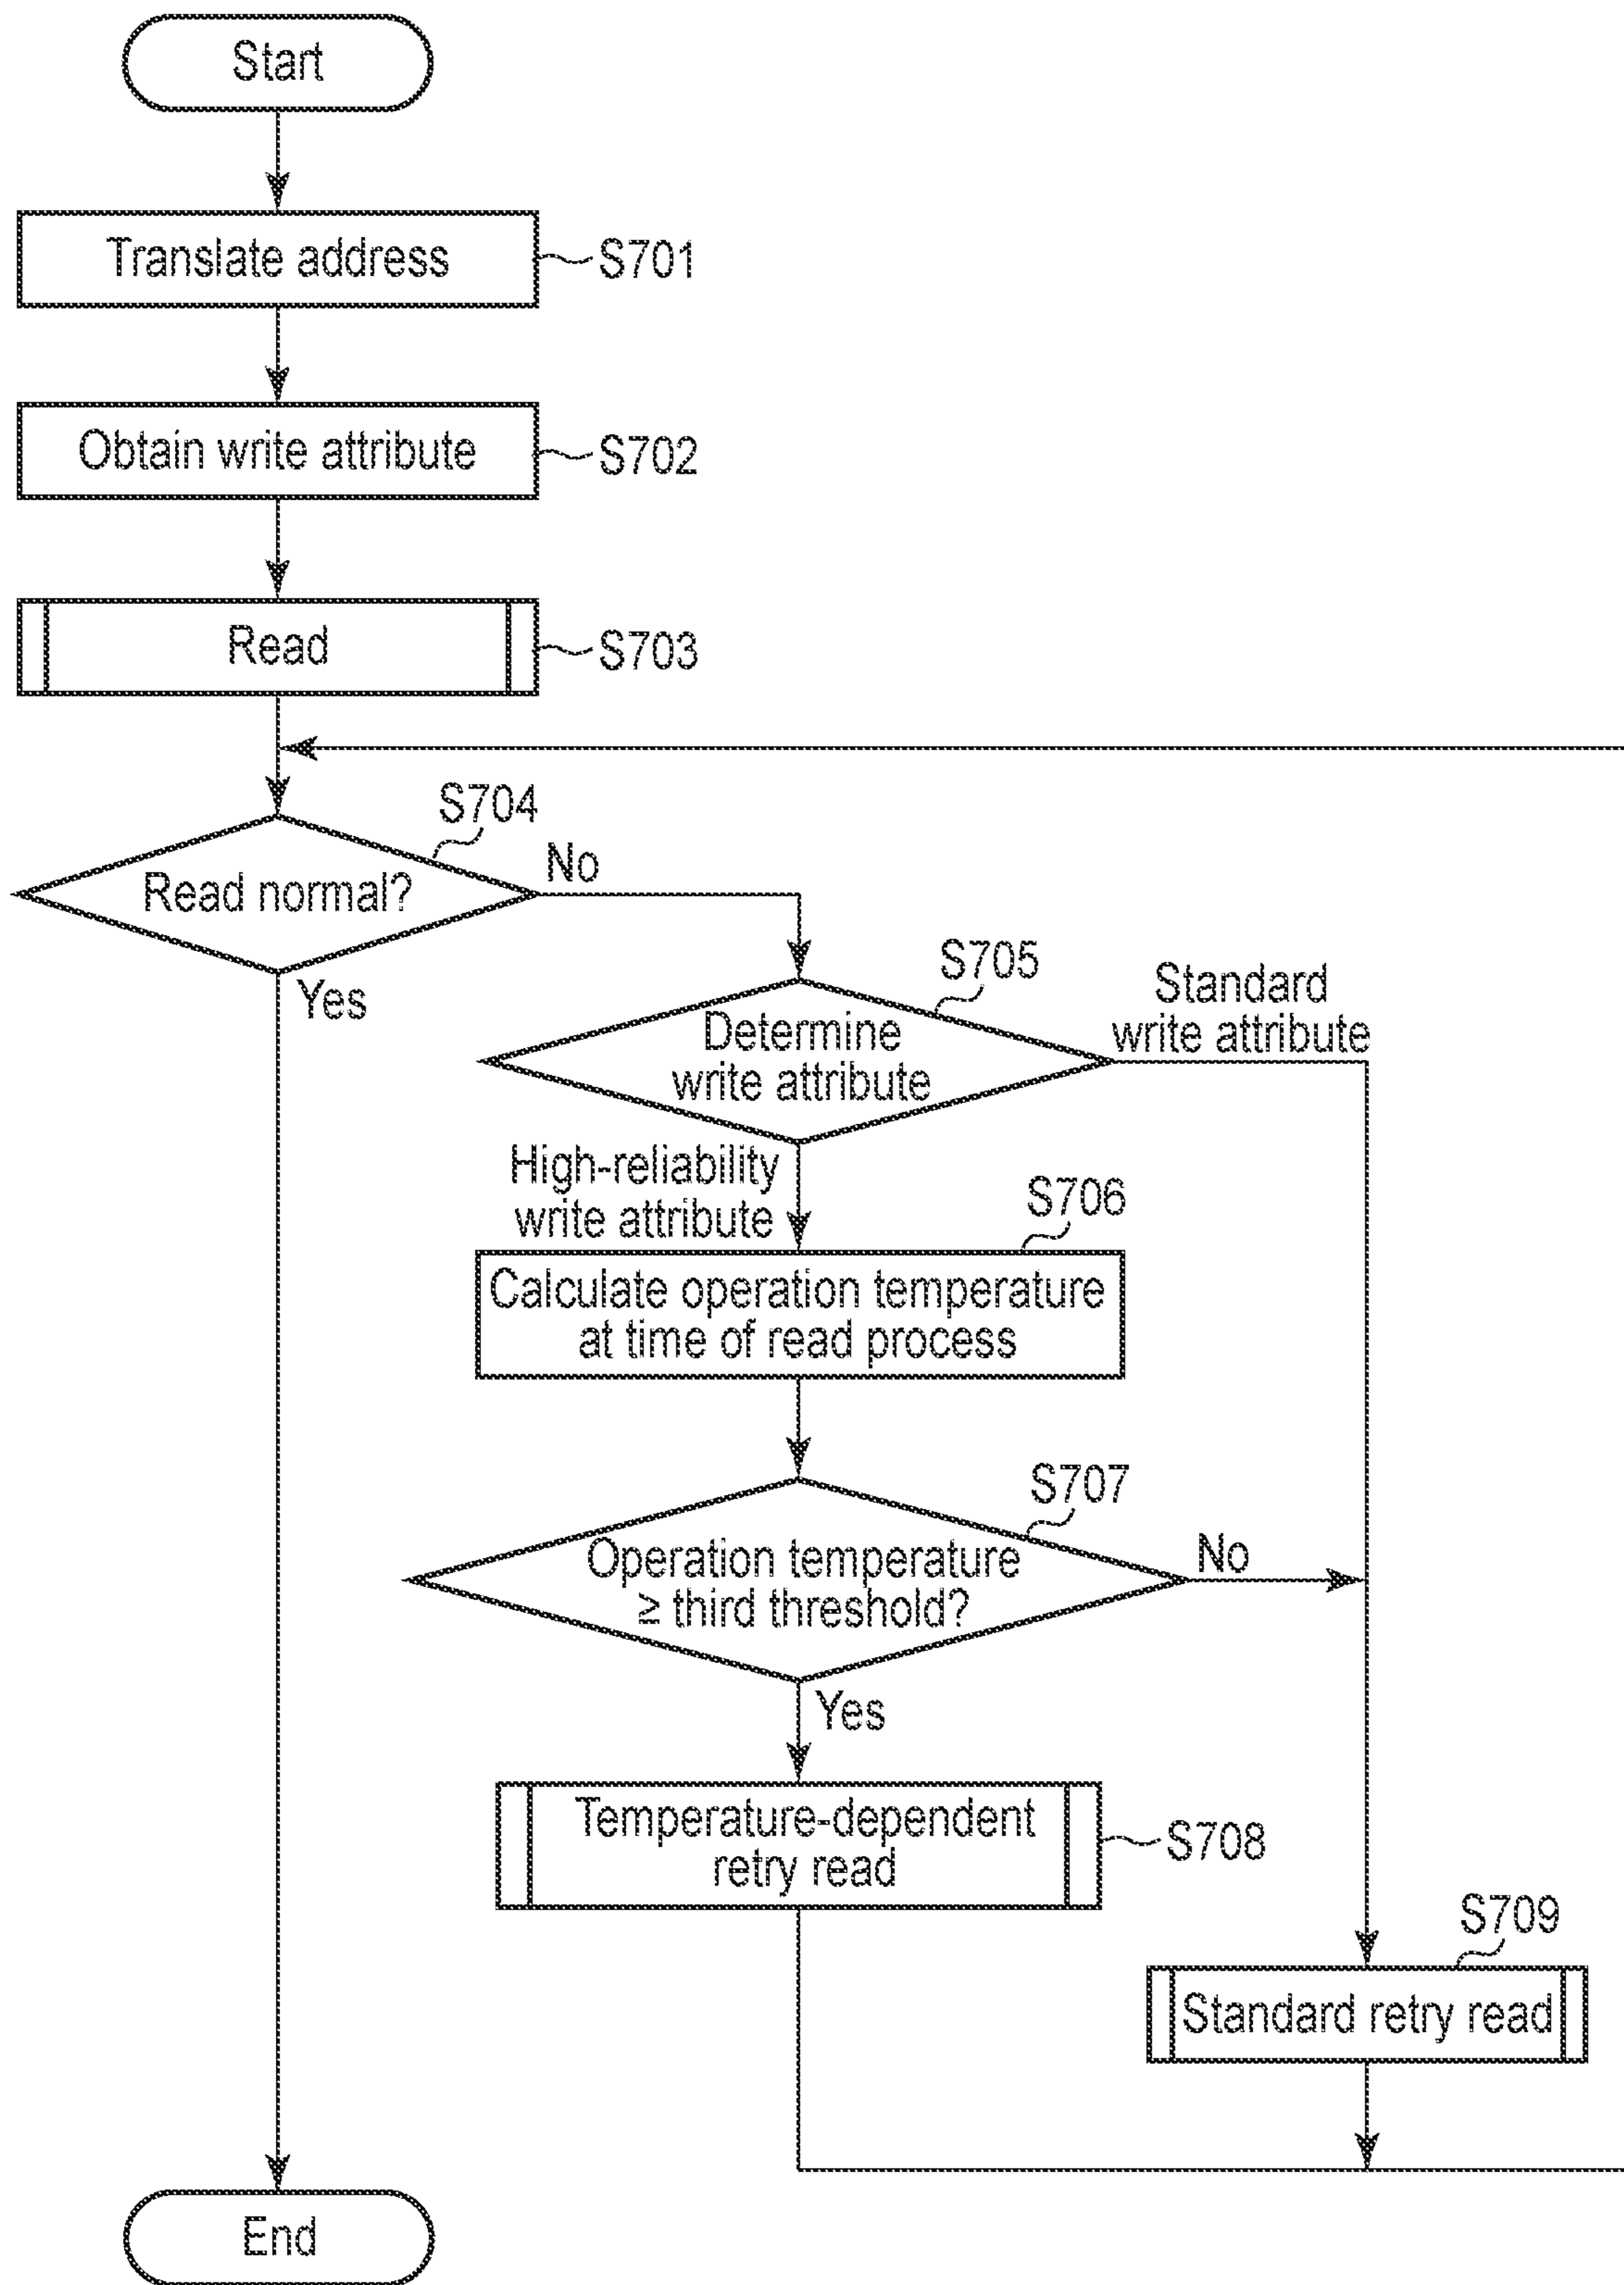 Start
Translate address
S701
Obtain write attribute
S702
Read
S703
S704
Read normal?
No
Yes
S705
Determine
write attribute
Standard
write attribute
High-reliability
write attribute
S706
Calculate operation temperature
at time of read process
S707
Operation temperature
≥ third threshold?
No
Yes
Temperature-dependent
retry read
S708
S709
Standard retry read
End